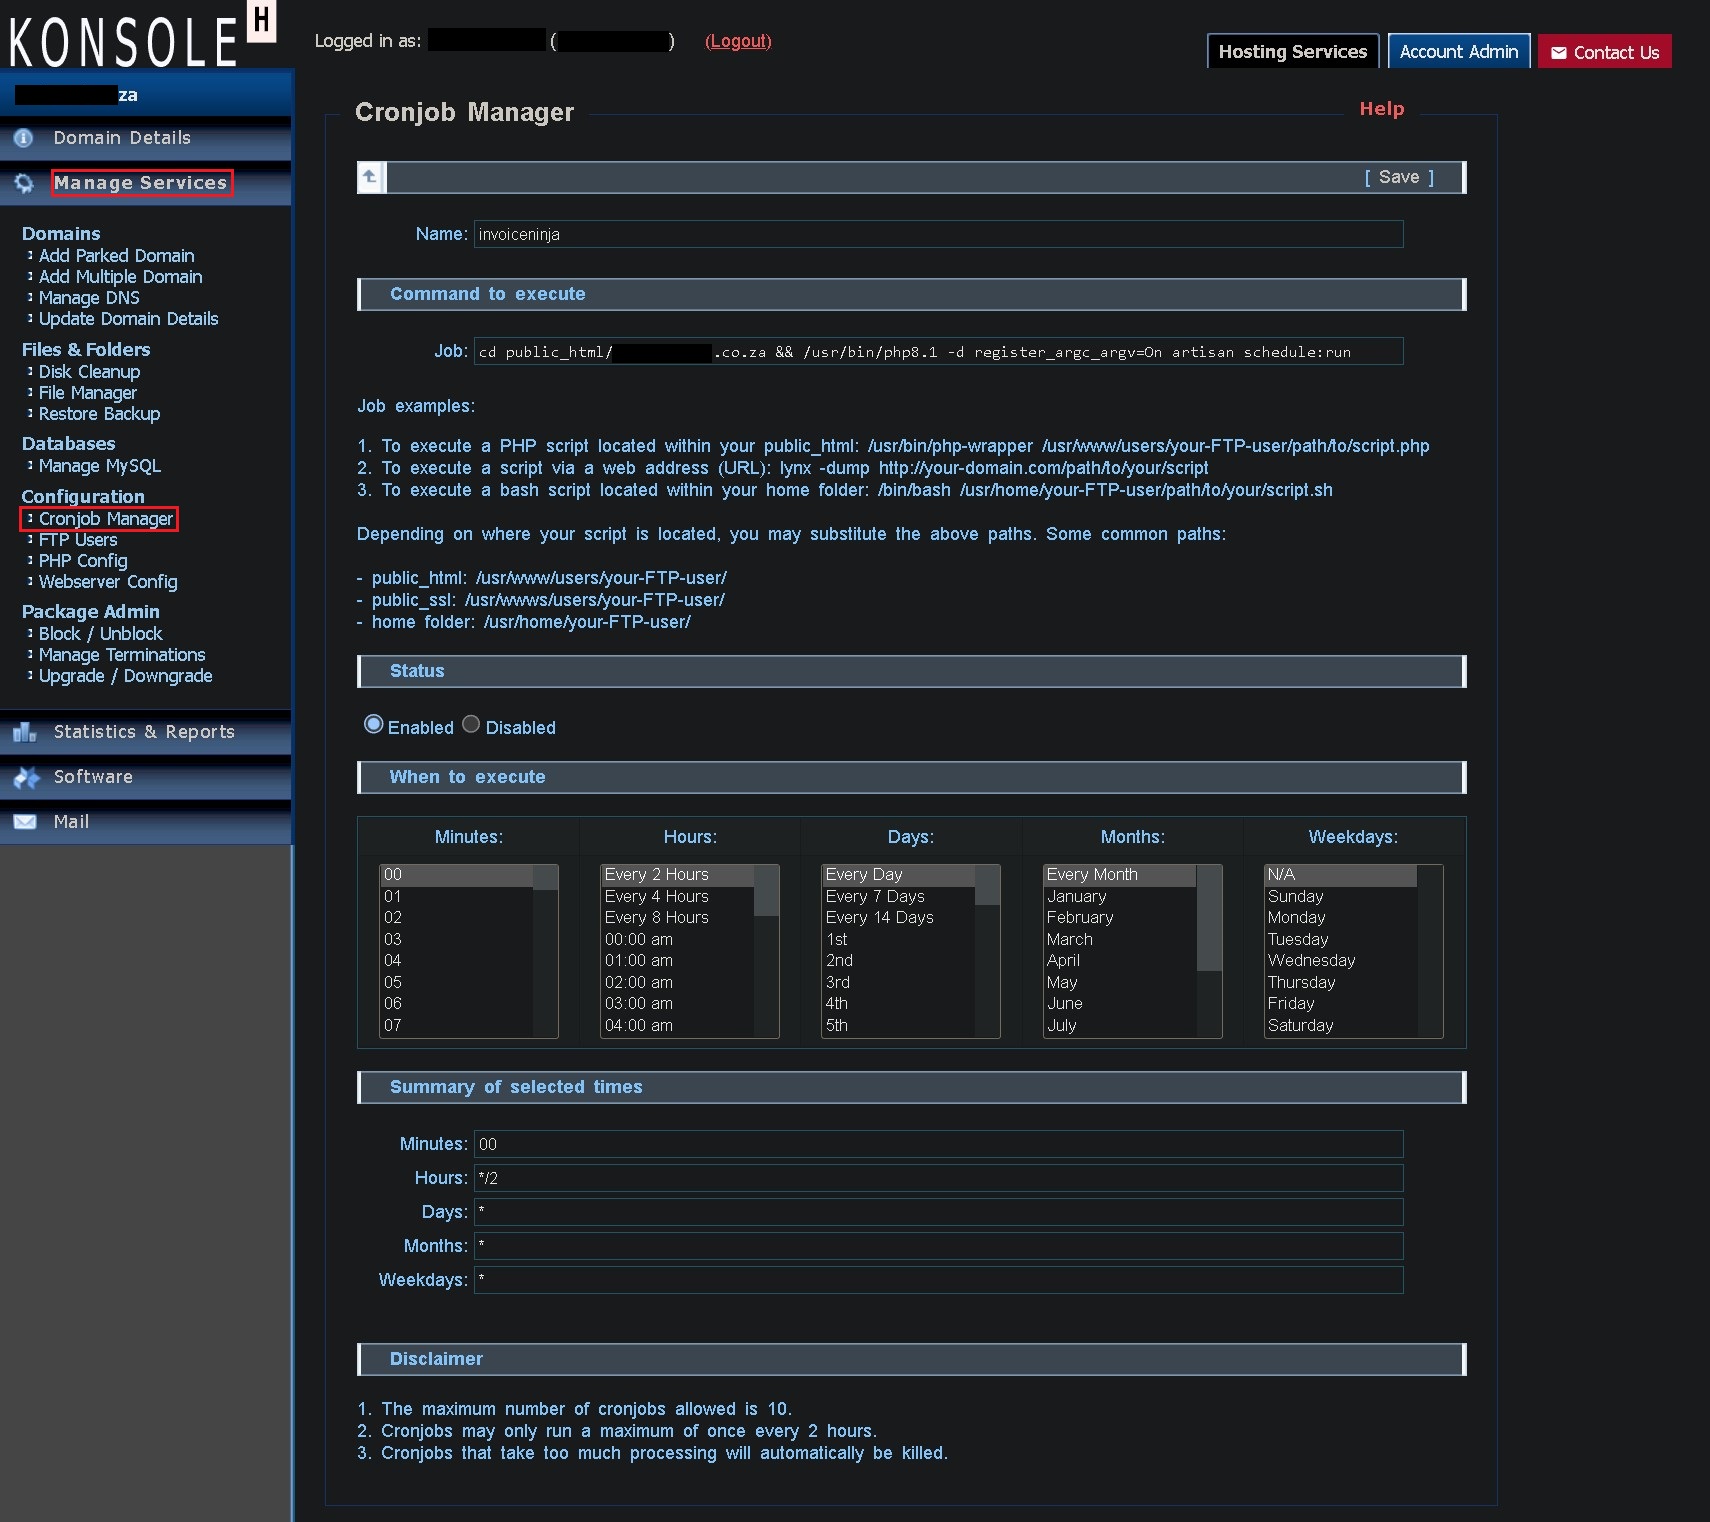 KONSOLE H
Logged in as: ( ) (Logout)
Hosting Services
Account Admin
Contact Us
za
Domain Details
Manage Services
Domains
Add Parked Domain
Add Multiple Domain
Manage DNS
Update Domain Details
Files & Folders
Disk Cleanup
File Manager
Restore Backup
Databases
Manage MySQL
Configuration
Cronjob Manager
FTP Users
PHP Config
Webserver Config
Package Admin
Block / Unblock
Manage Terminations
Upgrade / Downgrade
Statistics & Reports
Software
Mail
Cronjob Manager
Help
[ Save ]
Name: invoiceninja
Command to execute
Job: cd public_html/ .co.za && /usr/bin/php8.1 -d register_argc_argv=On artisan schedule:run
Job examples:
1. To execute a PHP script located within your public_html: /usr/bin/php-wrapper /usr/www/users/your-FTP-user/path/to/script.php
2. To execute a script via a web address (URL): lynx -dump http://your-domain.com/path/to/your/script
3. To execute a bash script located within your home folder: /bin/bash /usr/home/your-FTP-user/path/to/your/script.sh
Depending on where your script is located, you may substitute the above paths. Some common paths:
- public_html: /usr/www/users/your-FTP-user/
- public_ssl: /usr/wwws/users/your-FTP-user/
- home folder: /usr/home/your-FTP-user/
Status
Enabled Disabled
When to execute
Minutes:
00
01
02
03
04
05
06
07
Hours:
Every 2 Hours
Every 4 Hours
Every 8 Hours
00:00 am
01:00 am
02:00 am
03:00 am
04:00 am
Days:
Every Day
Every 7 Days
Every 14 Days
1st
2nd
3rd
4th
5th
Months:
Every Month
January
February
March
April
May
June
July
Weekdays:
N/A
Sunday
Monday
Tuesday
Wednesday
Thursday
Friday
Saturday
Summary of selected times
Minutes: 00
Hours: */2
Days: *
Months: *
Weekdays: *
Disclaimer
1. The maximum number of cronjobs allowed is 10.
2. Cronjobs may only run a maximum of once every 2 hours.
3. Cronjobs that take too much processing will automatically be killed.